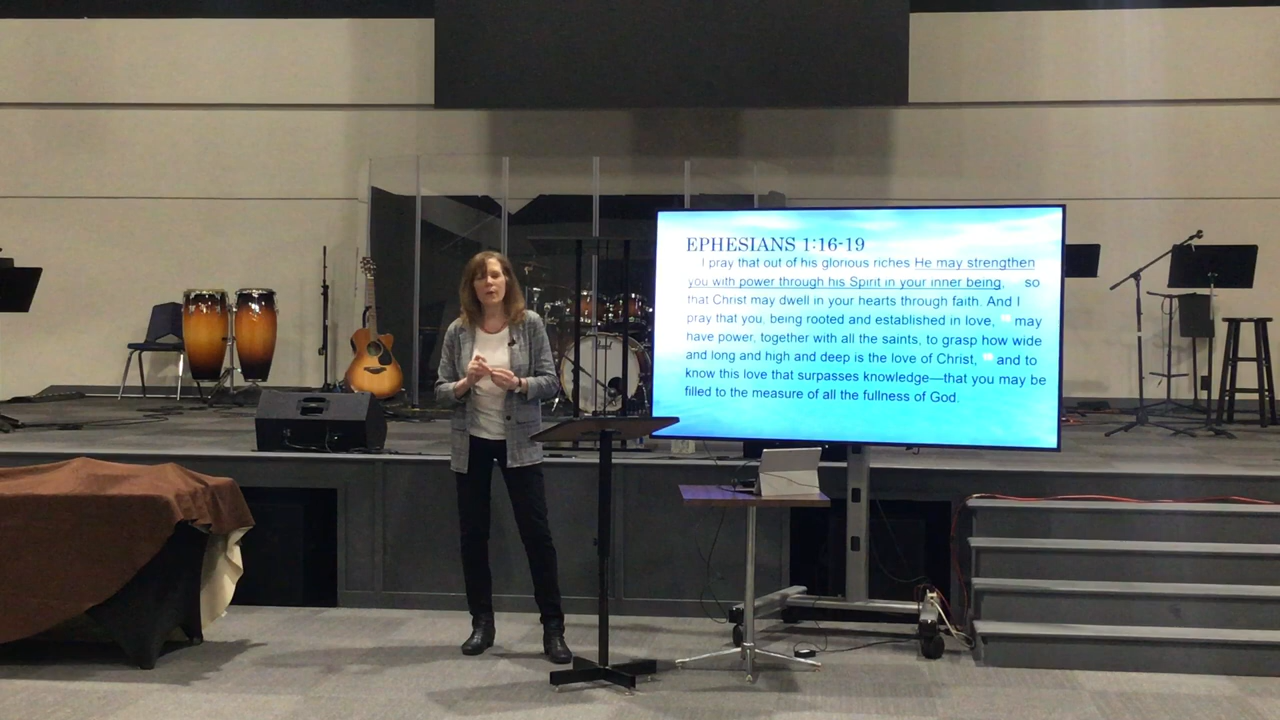 EPHESIANS 1:16-19
I pray that out of his glorious riches He may strengthen
you with power through his Spirit in your inner being, so
that Christ may dwell in your hearts through faith. And I
pray that you, being rooted and established in love, may
have power, together with all the saints, to grasp how wide
and long and high and deep is the love of Christ, and to
know this love that surpasses knowledge—that you may be
filled to the measure of all the fullness of God.